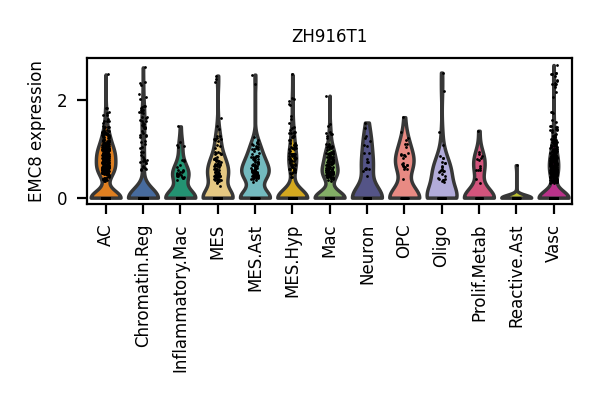 ZH916T1
EMC8 expression
2
0
AC
Chromatin.Reg
Inflammatory.Mac
MES
MES.Ast
MES.Hyp
Mac
Neuron
OPC
Oligo
Prolif.Metab
Reactive.Ast
Vasc